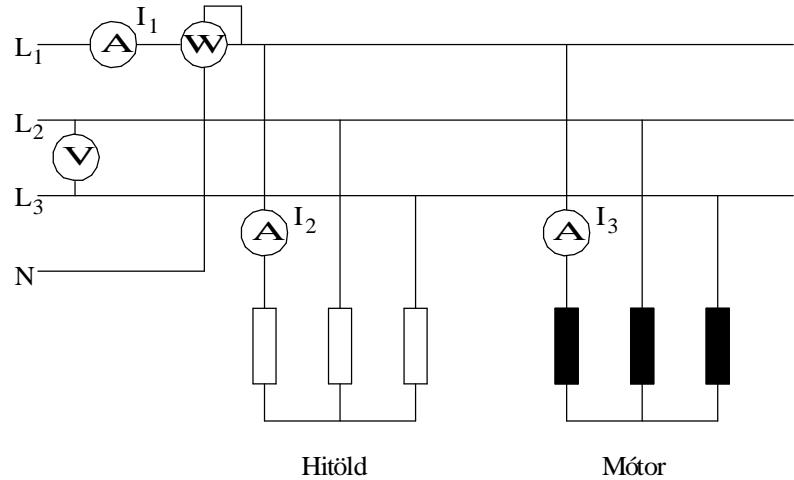 I1
L1 A W
L2
V
L3
A I2 A I3
N
Hitöld Mótor